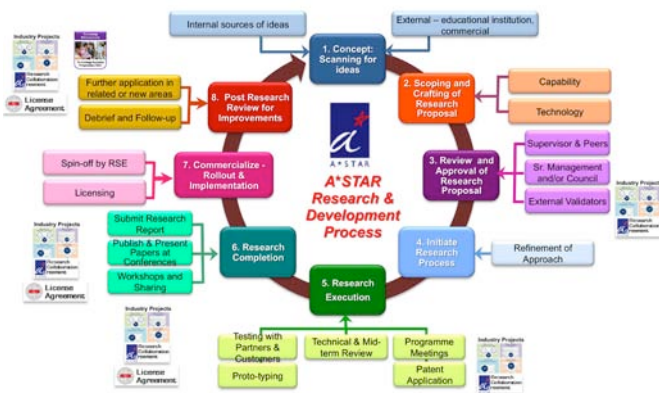 Internal sources of ideas
External – educational institution,
commercial
1. Concept:
Scanning for
ideas
Industry Projects
Research
Collaboration
License
Agreement
Further application in
related or new areas
Debrief and Follow-up
8. Post Research
Review for
Improvements
2. Scoping and
Crafting of
Research
Proposal
Capability
Technology
A*STAR
A*STAR
Research &
Development
Process
Spin-off by RSE
Licensing
7. Commercialize -
Rollout &
Implementation
3. Review and
Approval of
Research
Proposal
Supervisor & Peers
Sr. Management
and/or Council
External Validators
Industry Projects
Submit Research
Report
Publish & Present
Papers at
Conferences
Workshops and
Sharing
6. Research
Completion
4. Initiate
Research
Process
Refinement of
Approach
Industry Projects
Research
Collaboration
License
Agreement
5. Research
Execution
Industry Projects
Research
Collaboration
License
Agreement
Testing with
Partners &
Customers
Technical & Mid-
term Review
Programme
Meetings
Proto-typing
Patent
Application
Industry Projects